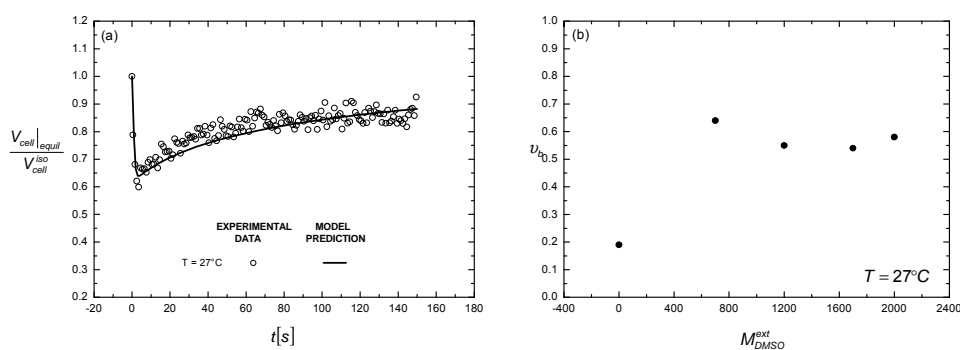 (a)
1.2
1.1
1.0
0.9
0.8
0.7
0.6
0.5
0.4
0.3
0.2
V_cell|_equil
V_cell^iso
EXPERIMENTAL MODEL
DATA PREDICTION
T = 27°C
-20 0 20 40 60 80 100 120 140 160 180
t[s]
(b)
1.0
0.9
0.8
0.7
0.6
0.5
0.4
0.3
0.2
0.1
0.0
υ_b
T = 27°C
-400 0 400 800 1200 1600 2000 2400
M_DMSO^ext